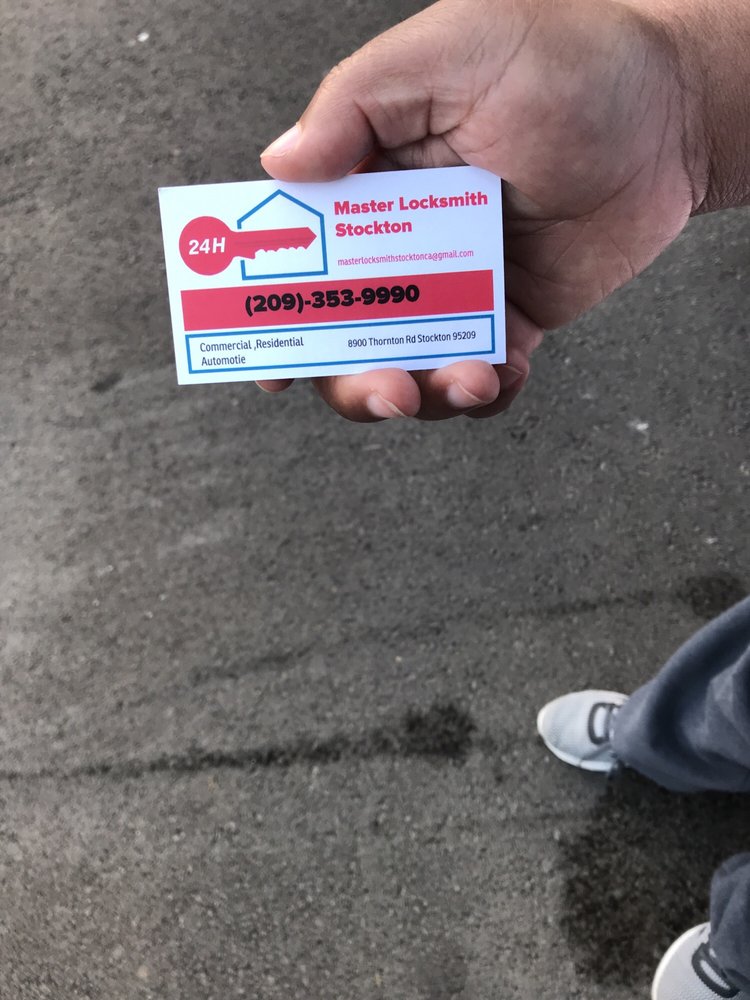 24H
Master Locksmith
Stockton
masterlocksmithstocktonca@gmail.com
(209)-353-9990
Commercial ,Residential
Automotie
8900 Thornton Rd Stockton 95209